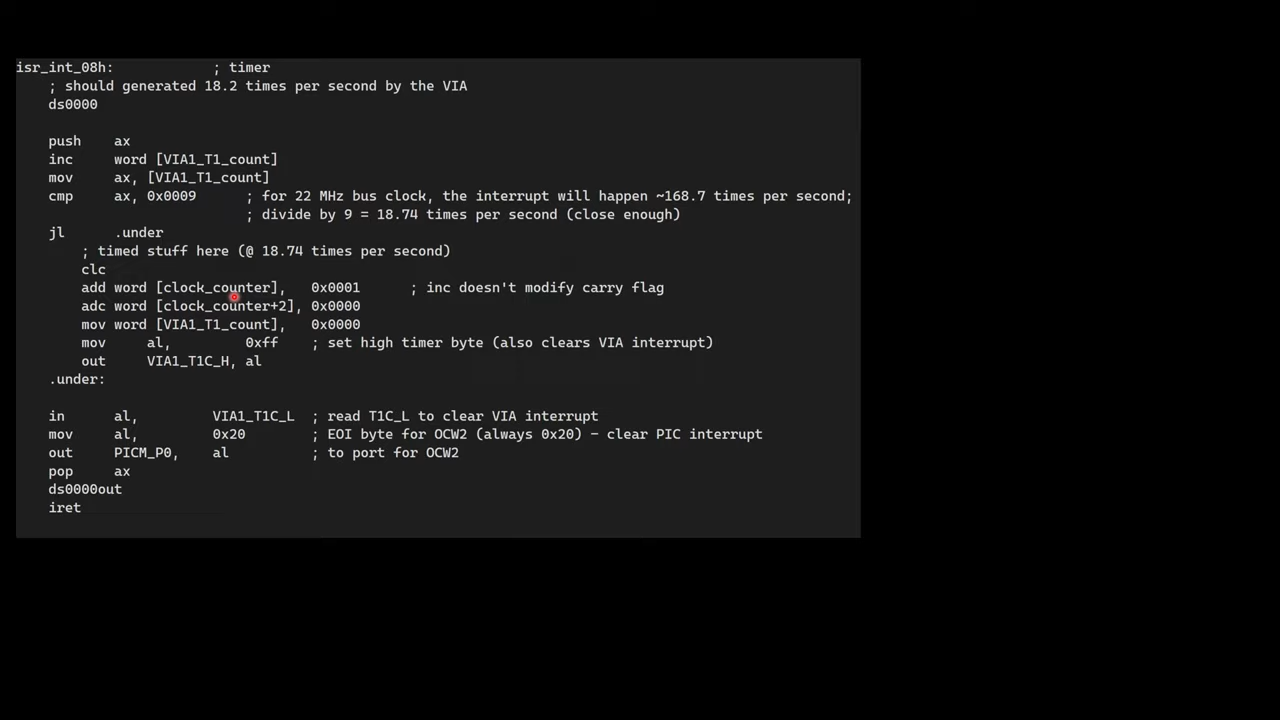 isr_int_08h: ; timer
; should generated 18.2 times per second by the VIA
ds0000
push ax
inc word [VIA1_T1_count]
mov ax, [VIA1_T1_count]
cmp ax, 0x0009 ; for 22 MHz bus clock, the interrupt will happen ~168.7 times per second;
; divide by 9 = 18.74 times per second (close enough)
jl .under
; timed stuff here (@ 18.74 times per second)
clc
add word [clock_counter], 0x0001 ; inc doesn't modify carry flag
adc word [clock_counter+2], 0x0000
mov word [VIA1_T1_count], 0x0000
mov al, 0xff ; set high timer byte (also clears VIA interrupt)
out VIA1_T1C_H, al
.under:
in al, VIA1_T1C_L ; read T1C_L to clear VIA interrupt
mov al, 0x20 ; EOI byte for OCW2 (always 0x20) – clear PIC interrupt
out PICM_P0, al ; to port for OCW2
pop ax
ds0000out
iret